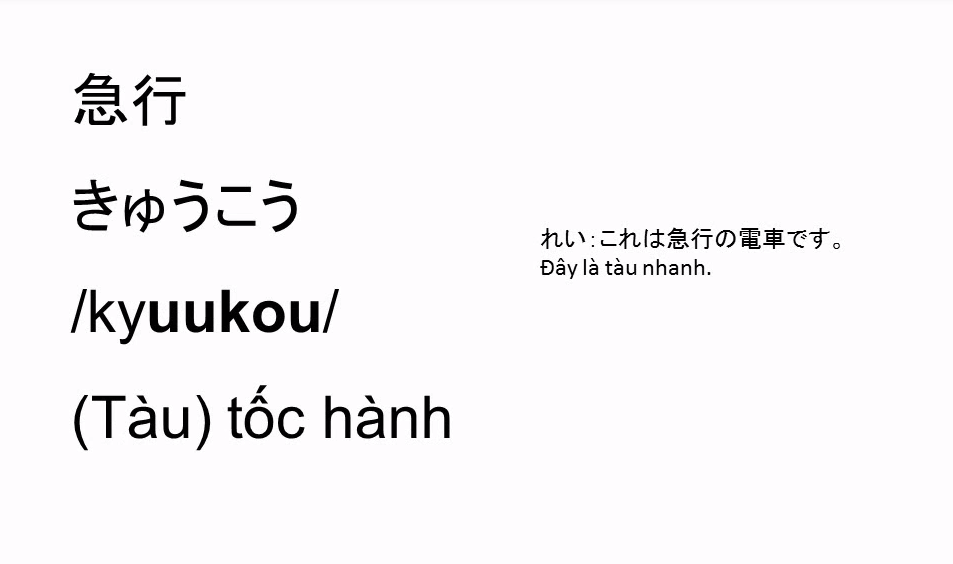 急行
きゅうこう
/kyuukou/
(Tàu) tốc hành
れい：これは急行の電車です。
Đây là tàu nhanh.